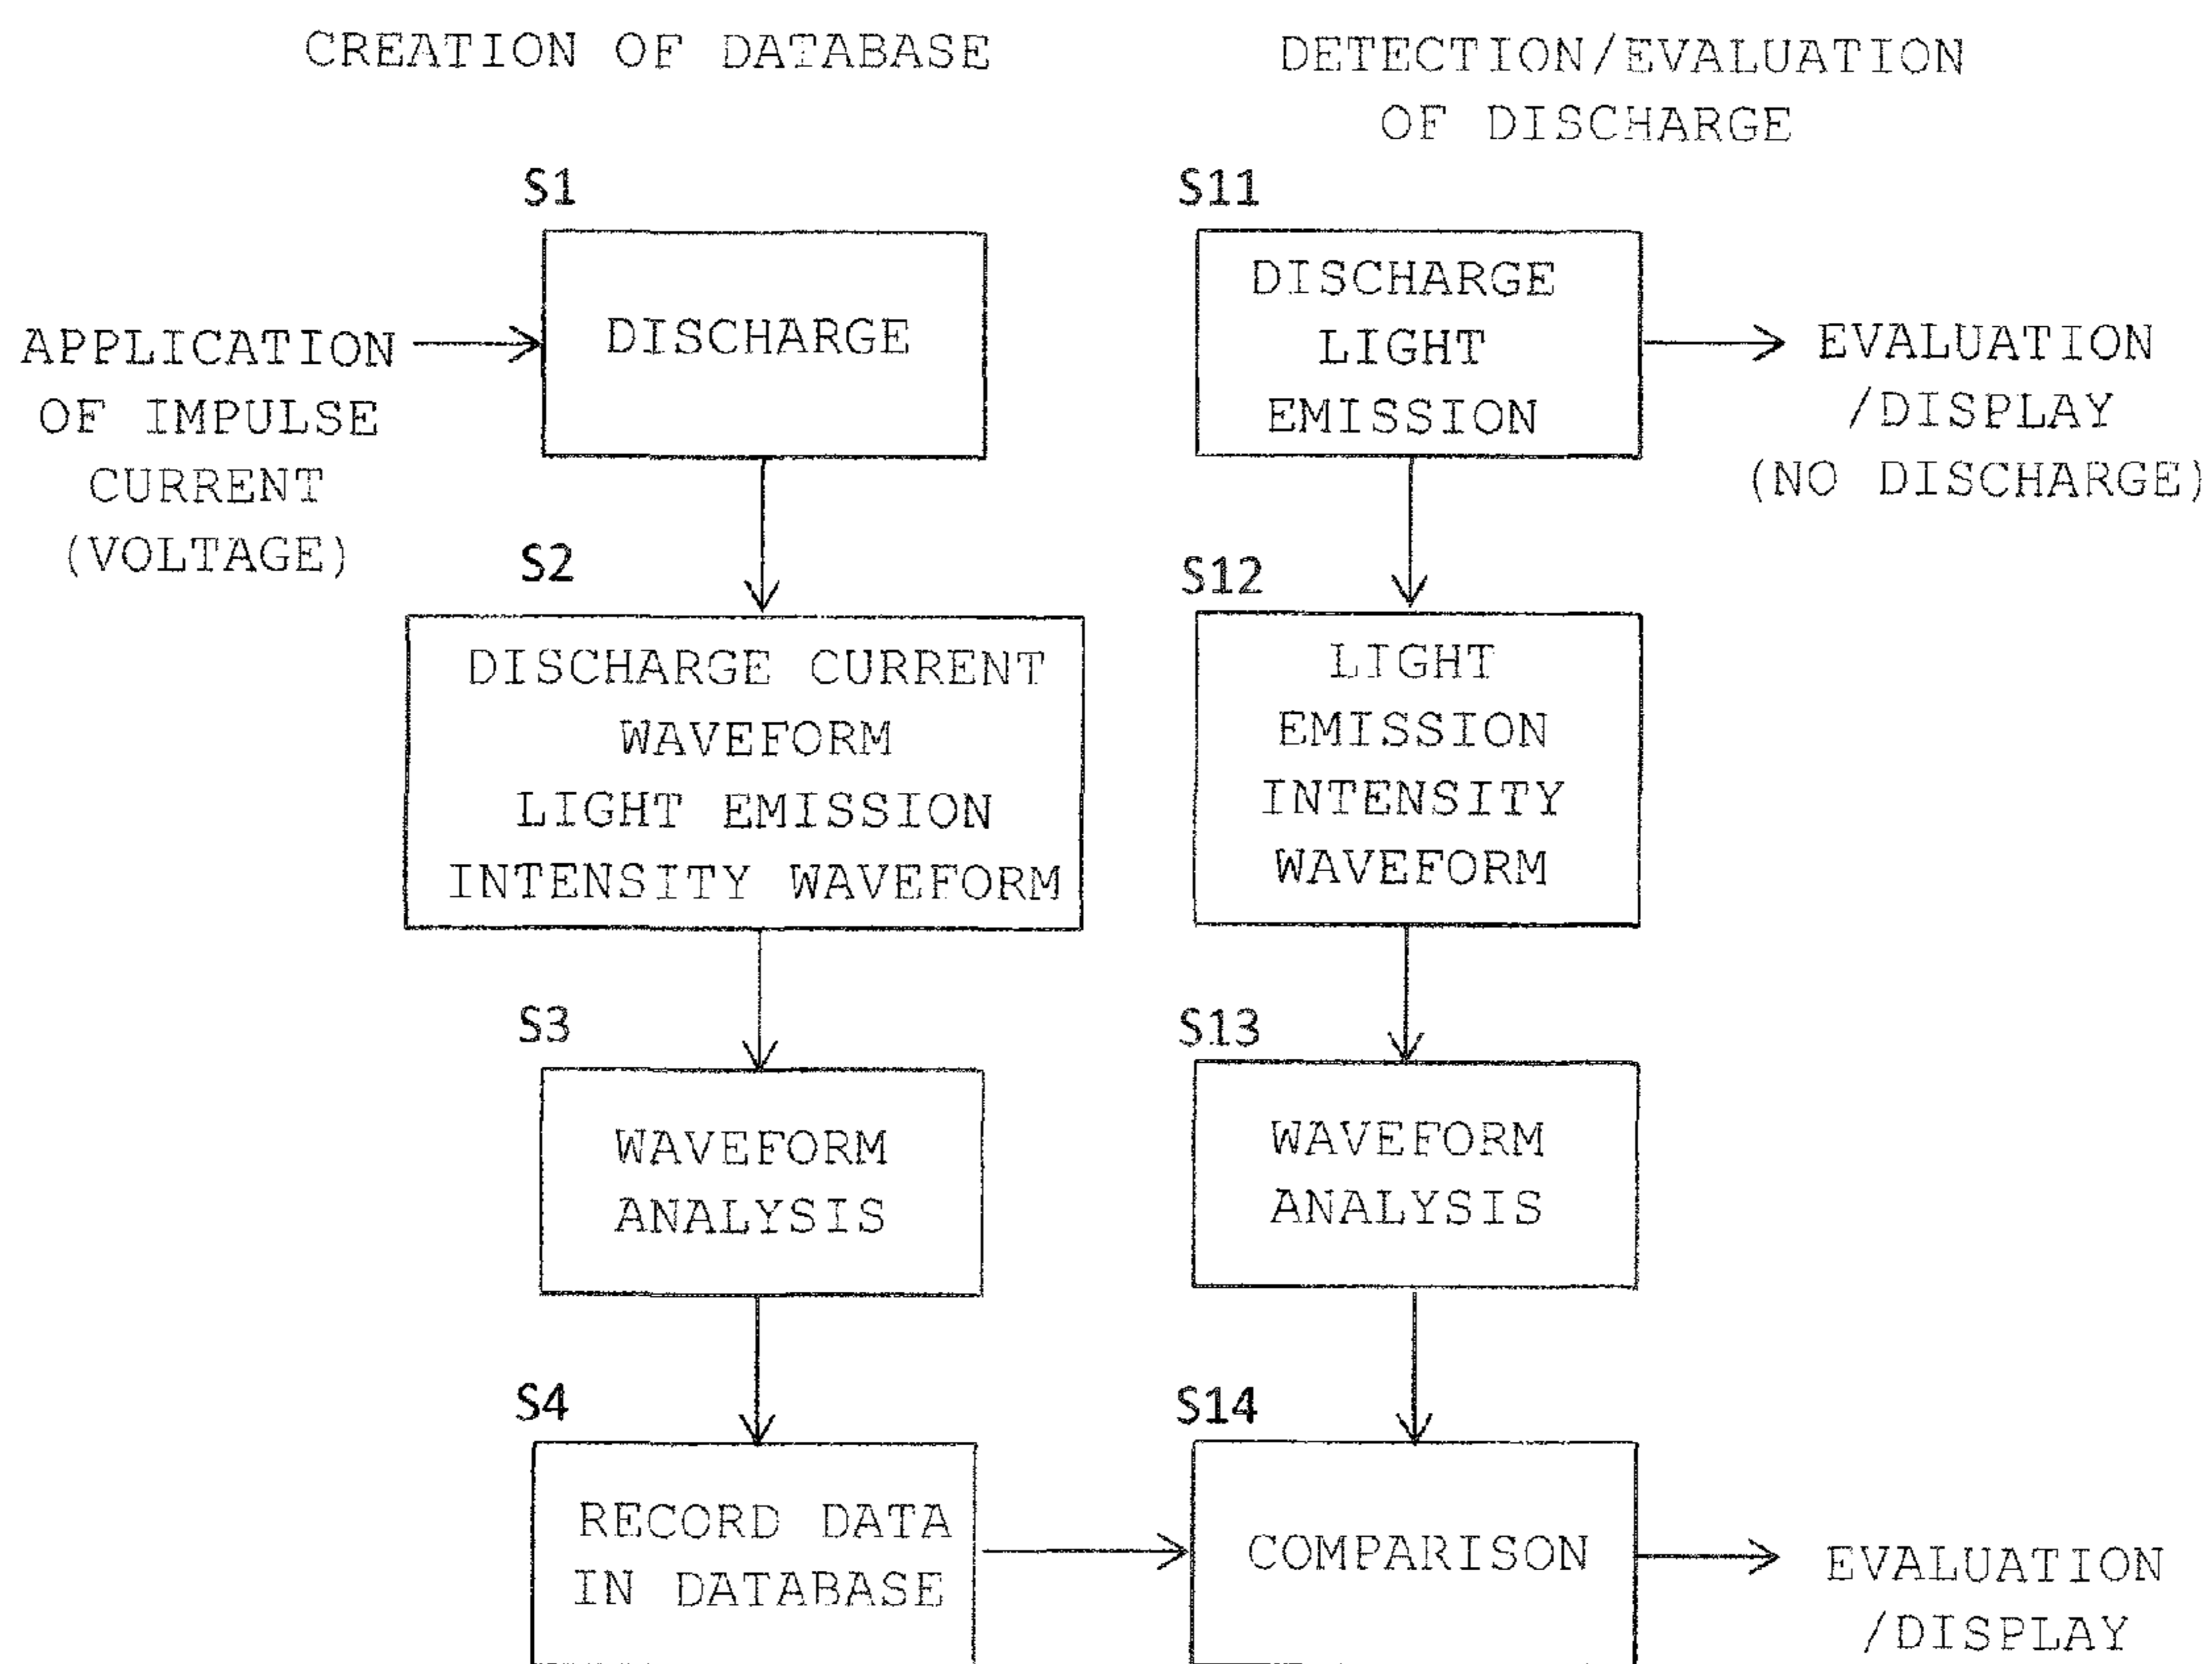 CREATION OF DATABASE
DETECTION/EVALUATION
OF DISCHARGE
S1
APPLICATION
OF IMPULSE
CURRENT
(VOLTAGE)
DISCHARGE
S2
DISCHARGE CURRENT
WAVEFORM
LIGHT EMISSION
INTENSITY WAVEFORM
S3
WAVEFORM
ANALYSIS
S4
RECORD DATA
IN DATABASE
S11
DISCHARGE
LIGHT
EMISSION
EVALUATION
/DISPLAY
(NO DISCHARGE)
S12
LIGHT
EMISSION
INTENSITY
WAVEFORM
S13
WAVEFORM
ANALYSIS
S14
COMPARISON
EVALUATION
/DISPLAY